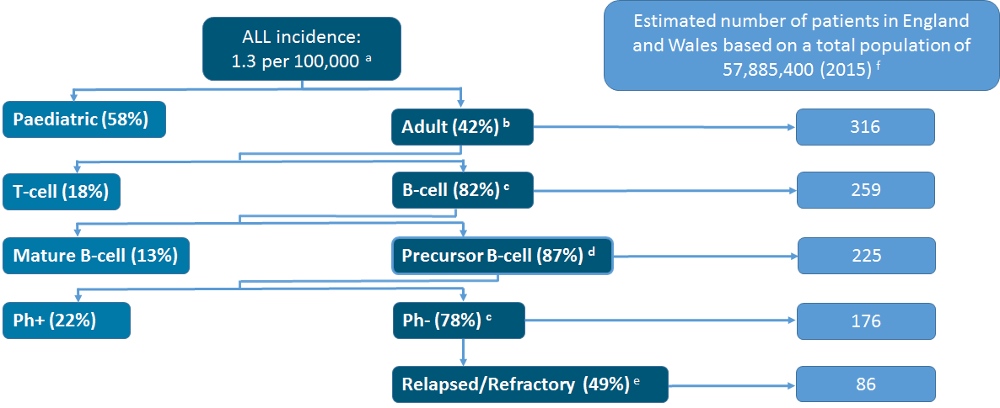 ALL incidence:
1.3 per 100,000 a
Estimated number of patients in England
and Wales based on a total population of
57,885,400 (2015) f
Paediatric (58%)
Adult (42%) b
316
T-cell (18%)
B-cell (82%) c
259
Mature B-cell (13%)
Precursor B-cell (87%) d
225
Ph+ (22%)
Ph- (78%) c
176
Relapsed/Refractory (49%) e
86